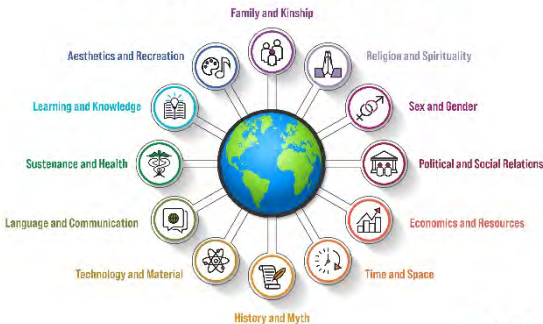 Family and Kinship
Religion and Spirituality
Sex and Gender
Political and Social Relations
Economics and Resources
Time and Space
History and Myth
Technology and Material
Language and Communication
Sustenance and Health
Learning and Knowledge
Aesthetics and Recreation